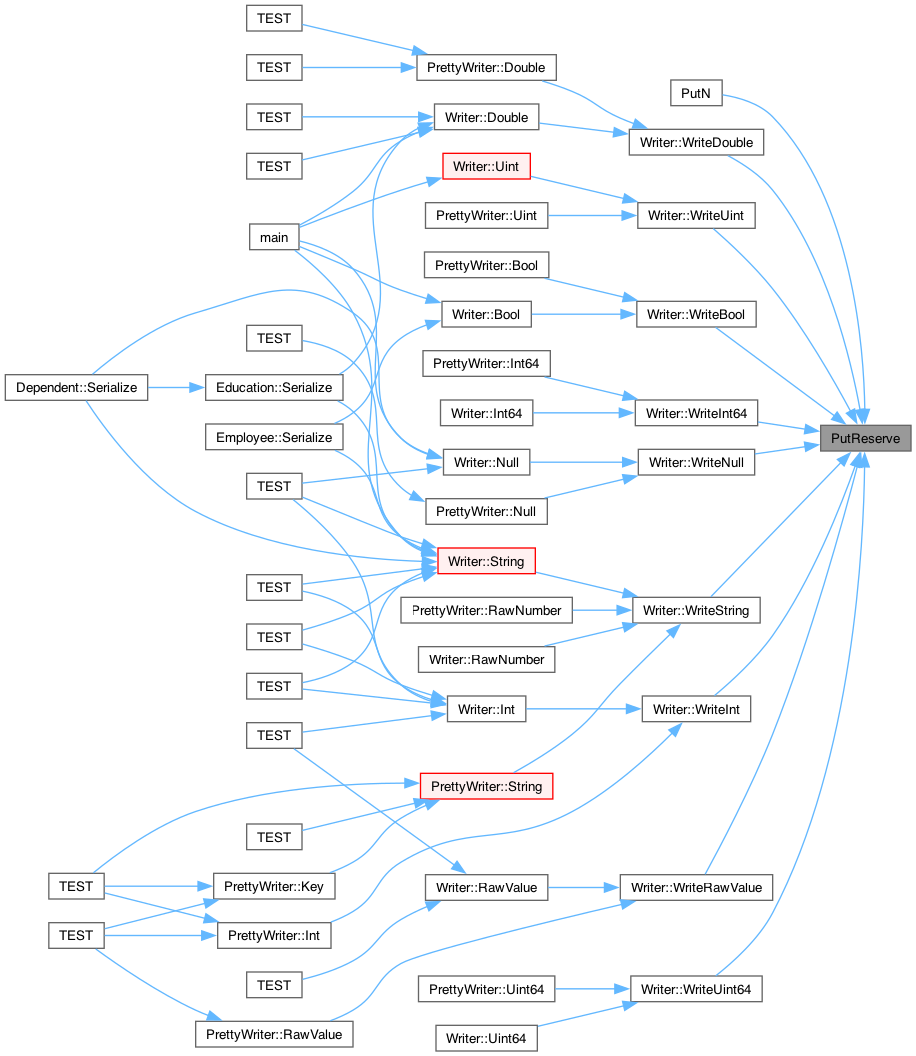 TEST
TEST
PrettyWriter::Double
PutN
TEST
Writer::Double
Writer::WriteDouble
TEST
Writer::Uint
PrettyWriter::Uint
Writer::WriteUint
main
PrettyWriter::Bool
Writer::Bool
Writer::WriteBool
TEST
PrettyWriter::Int64
Dependent::Serialize
Education::Serialize
Writer::Int64
Writer::WriteInt64
Employee::Serialize
PutReserve
Writer::Null
Writer::WriteNull
TEST
PrettyWriter::Null
Writer::String
TEST
PrettyWriter::RawNumber
Writer::WriteString
TEST
Writer::RawNumber
TEST
Writer::Int
Writer::WriteInt
TEST
PrettyWriter::String
TEST
TEST
PrettyWriter::Key
Writer::RawValue
Writer::WriteRawValue
TEST
PrettyWriter::Int
TEST
PrettyWriter::Uint64
Writer::WriteUint64
PrettyWriter::RawValue
Writer::Uint64